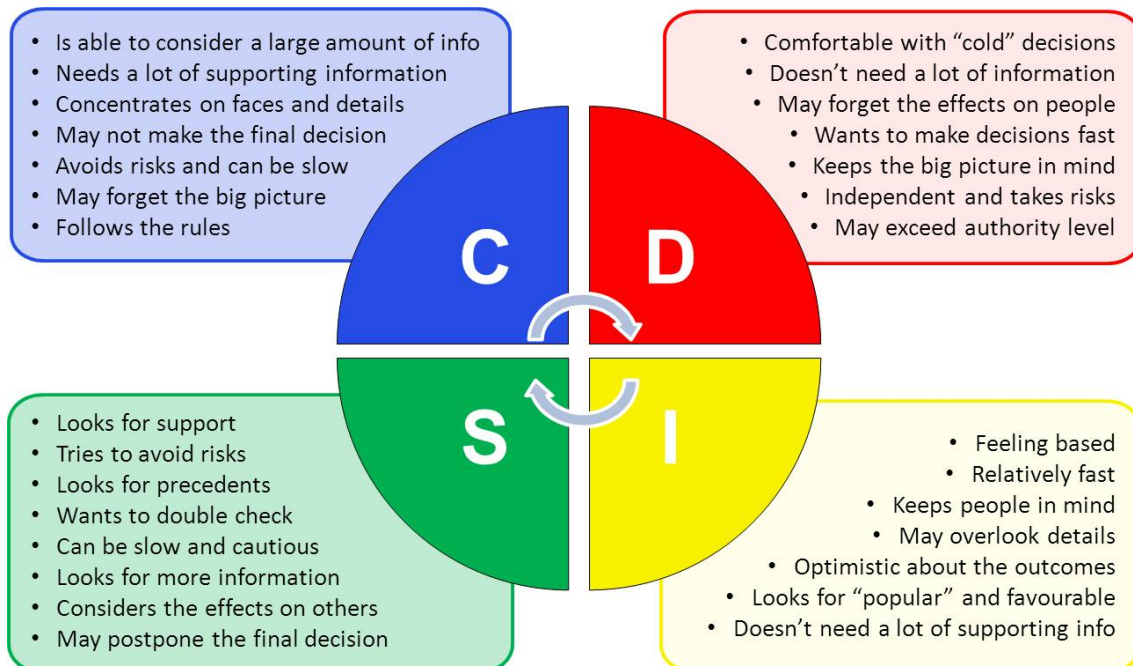 • Is able to consider a large amount of info
• Needs a lot of supporting information
• Concentrates on faces and details
• May not make the final decision
• Avoids risks and can be slow
• May forget the big picture
• Follows the rules
• Comfortable with “cold” decisions
• Doesn’t need a lot of information
• May forget the effects on people
• Wants to make decisions fast
• Keeps the big picture in mind
• Independent and takes risks
• May exceed authority level
C
D
S
I
• Looks for support
• Tries to avoid risks
• Looks for precedents
• Wants to double check
• Can be slow and cautious
• Looks for more information
• Considers the effects on others
• May postpone the final decision
• Feeling based
• Relatively fast
• Keeps people in mind
• May overlook details
• Optimistic about the outcomes
• Looks for “popular” and favourable
• Doesn’t need a lot of supporting info